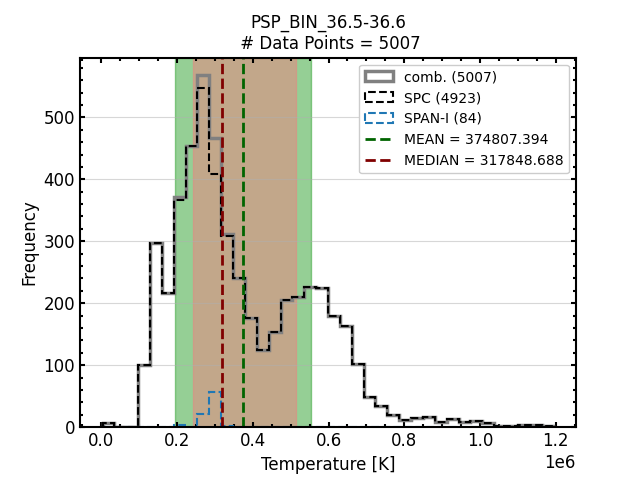 PSP_BIN_36.5-36.6
# Data Points = 5007
comb. (5007)
SPC (4923)
SPAN-I (84)
MEAN = 374807.394
MEDIAN = 317848.688
Frequency
500
400
300
200
100
0
0.0 0.2 0.4 0.6 0.8 1.0 1.2
1e6
Temperature [K]